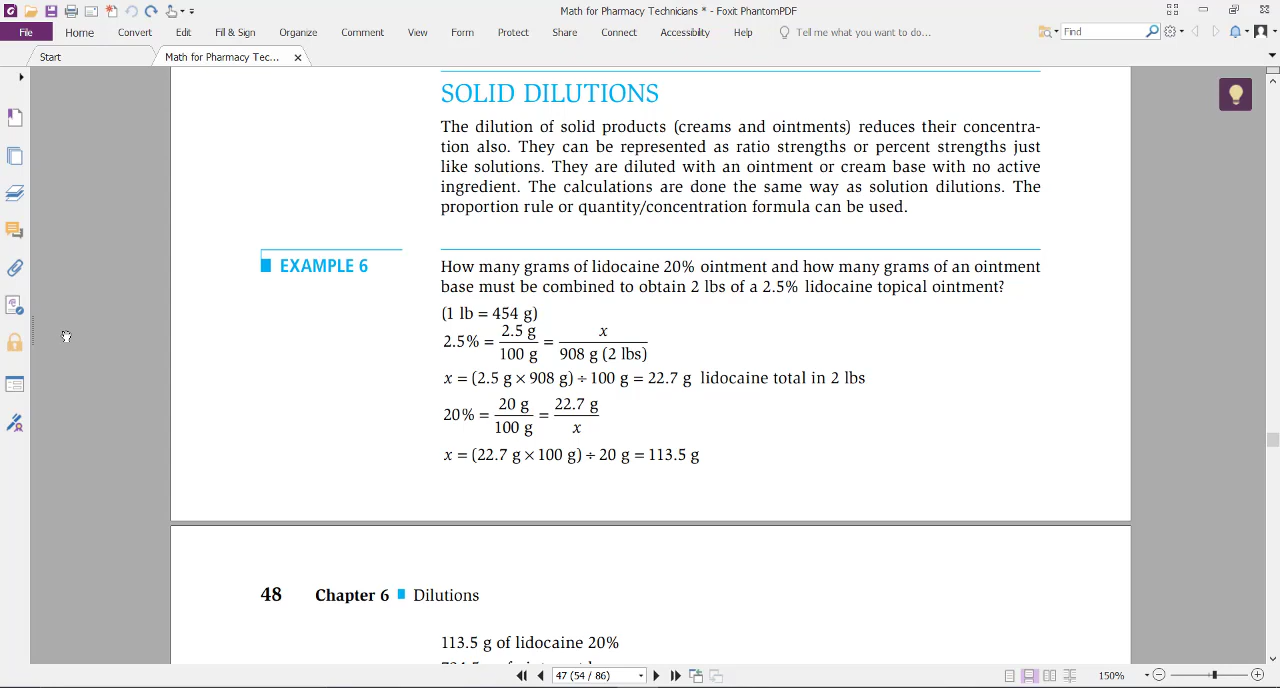 Math for Pharmacy Technicians * - Foxit PhantomPDF
File Home Convert Edit Fill & Sign Organize Comment View Form Protect Share Connect Accessibility Help Tell me what you want to do... Find
Start Math for Pharmacy Tec...
SOLID DILUTIONS
The dilution of solid products (creams and ointments) reduces their concentra-
tion also. They can be represented as ratio strengths or percent strengths just
like solutions. They are diluted with an ointment or cream base with no active
ingredient. The calculations are done the same way as solution dilutions. The
proportion rule or quantity/concentration formula can be used.
EXAMPLE 6
How many grams of lidocaine 20% ointment and how many grams of an ointment
base must be combined to obtain 2 lbs of a 2.5% lidocaine topical ointment?
(1 lb = 454 g)
2.5% = 2.5 g / 100 g = x / 908 g (2 lbs)
x = (2.5 g × 908 g) ÷ 100 g = 22.7 g lidocaine total in 2 lbs
20% = 20 g / 100 g = 22.7 g / x
x = (22.7 g × 100 g) ÷ 20 g = 113.5 g
48 Chapter 6 Dilutions
113.5 g of lidocaine 20%
47 (54 / 86) 150%